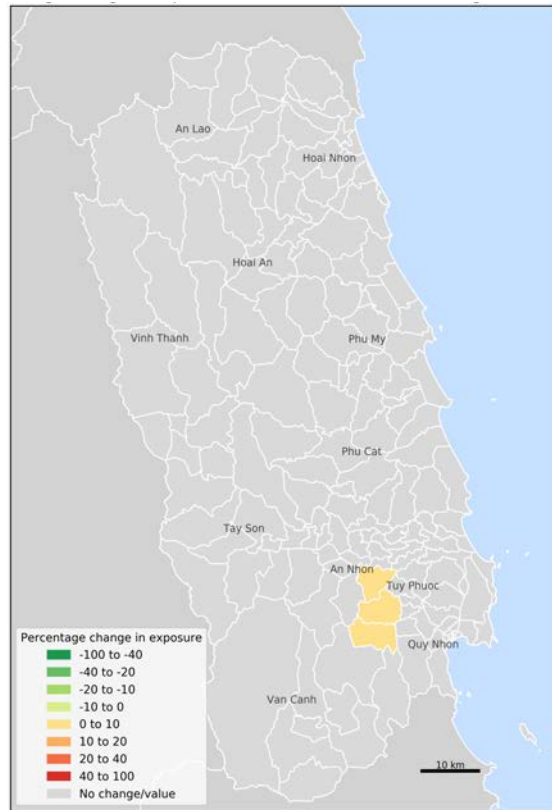 An Lao
Hoai Nhon
Hoai An
Vinh Thanh
Phu My
Phu Cat
Tay Son
An Nhon
Tuy Phuoc
Quy Nhon
Van Canh
Percentage change in exposure
-100 to -40
-40 to -20
-20 to -10
-10 to 0
0 to 10
10 to 20
20 to 40
40 to 100
No change/value
10 km